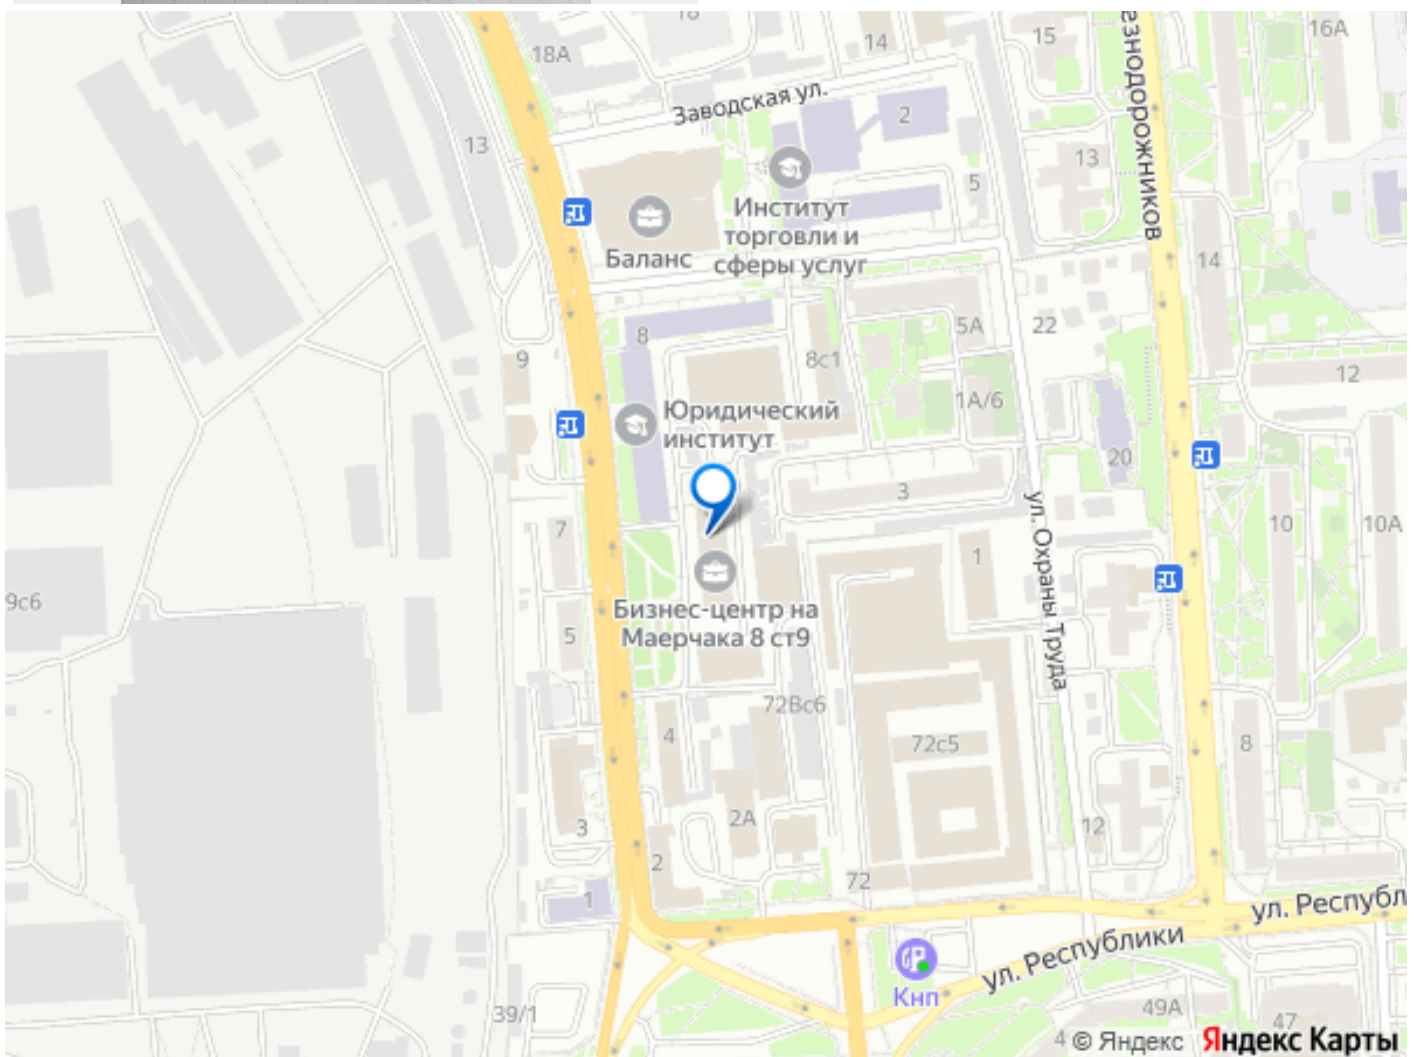 18
18А
14
15
16А
езнодорожников
Заводская ул.
2
13
13
5
Институт
торговли и
сферы услуг
Баланс
14
8
5А
22
9
8с1
12
1А/6
Юридический
институт
20
3
ул. Охраны Труда
7
1
10
10А
9с6
Бизнес-центр на
Маерчака 8 ст9
5
72Вс6
4
72с5
8
2А
3
12
2
72
1
ул. Республ
ул. Республики
Кнп
39/1
49А
47
4
© Яндекс Яндекс Карты